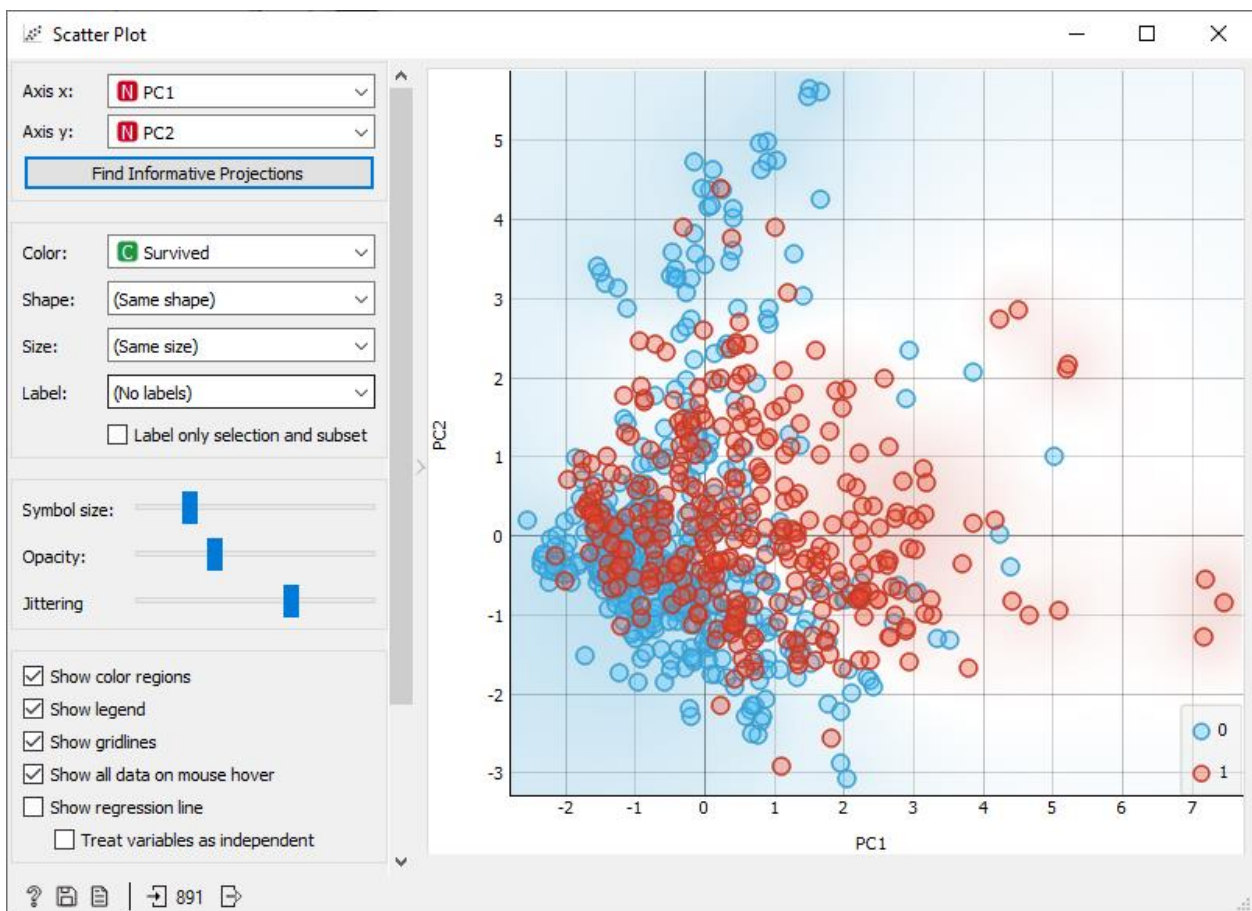 Scatter Plot
Axis x: N PC1
Axis y: N PC2
Find Informative Projections
Color: C Survived
Shape: (Same shape)
Size: (Same size)
Label: (No labels)
Label only selection and subset
Symbol size:
Opacity:
Jittering
Show color regions
Show legend
Show gridlines
Show all data on mouse hover
Show regression line
Treat variables as independent
? 891
PC2
5
4
3
2
1
0
-1
-2
-3
-2 -1 0 1 2 3 4 5 6 7
PC1
0
1